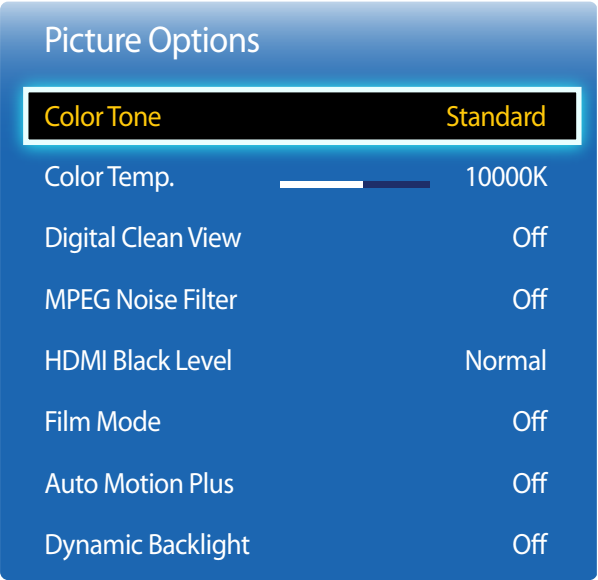 Picture Options
Color Tone Standard
Color Temp. 10000K
Digital Clean View Off
MPEG Noise Filter Off
HDMI Black Level Normal
Film Mode Off
Auto Motion Plus Off
Dynamic Backlight Off